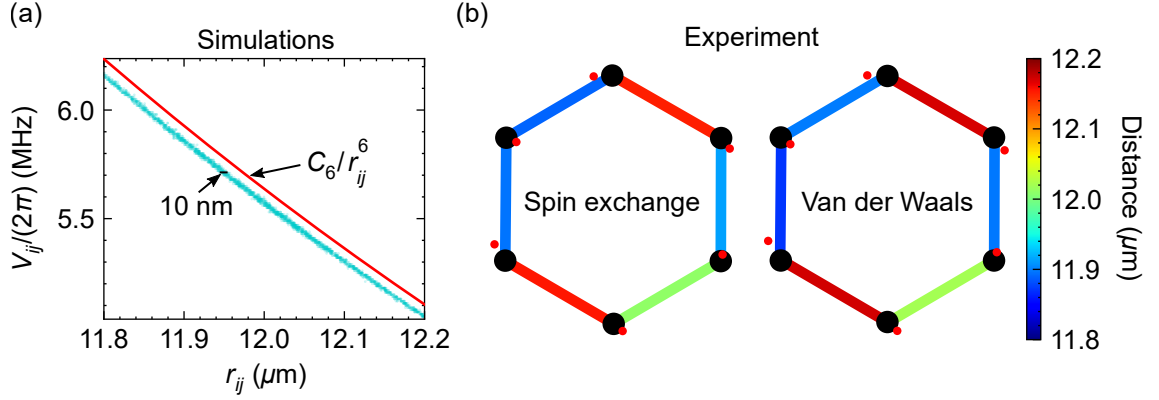 (a)
Simulations
V_ij/(2π) (MHz)
6.0
5.5
C_6/r_ij^6
10 nm
11.8 11.9 12.0 12.1 12.2
r_ij (μm)
(b)
Experiment
Spin exchange
Van der Waals
12.2
12.1
12.0
11.9
11.8
Distance (μm)